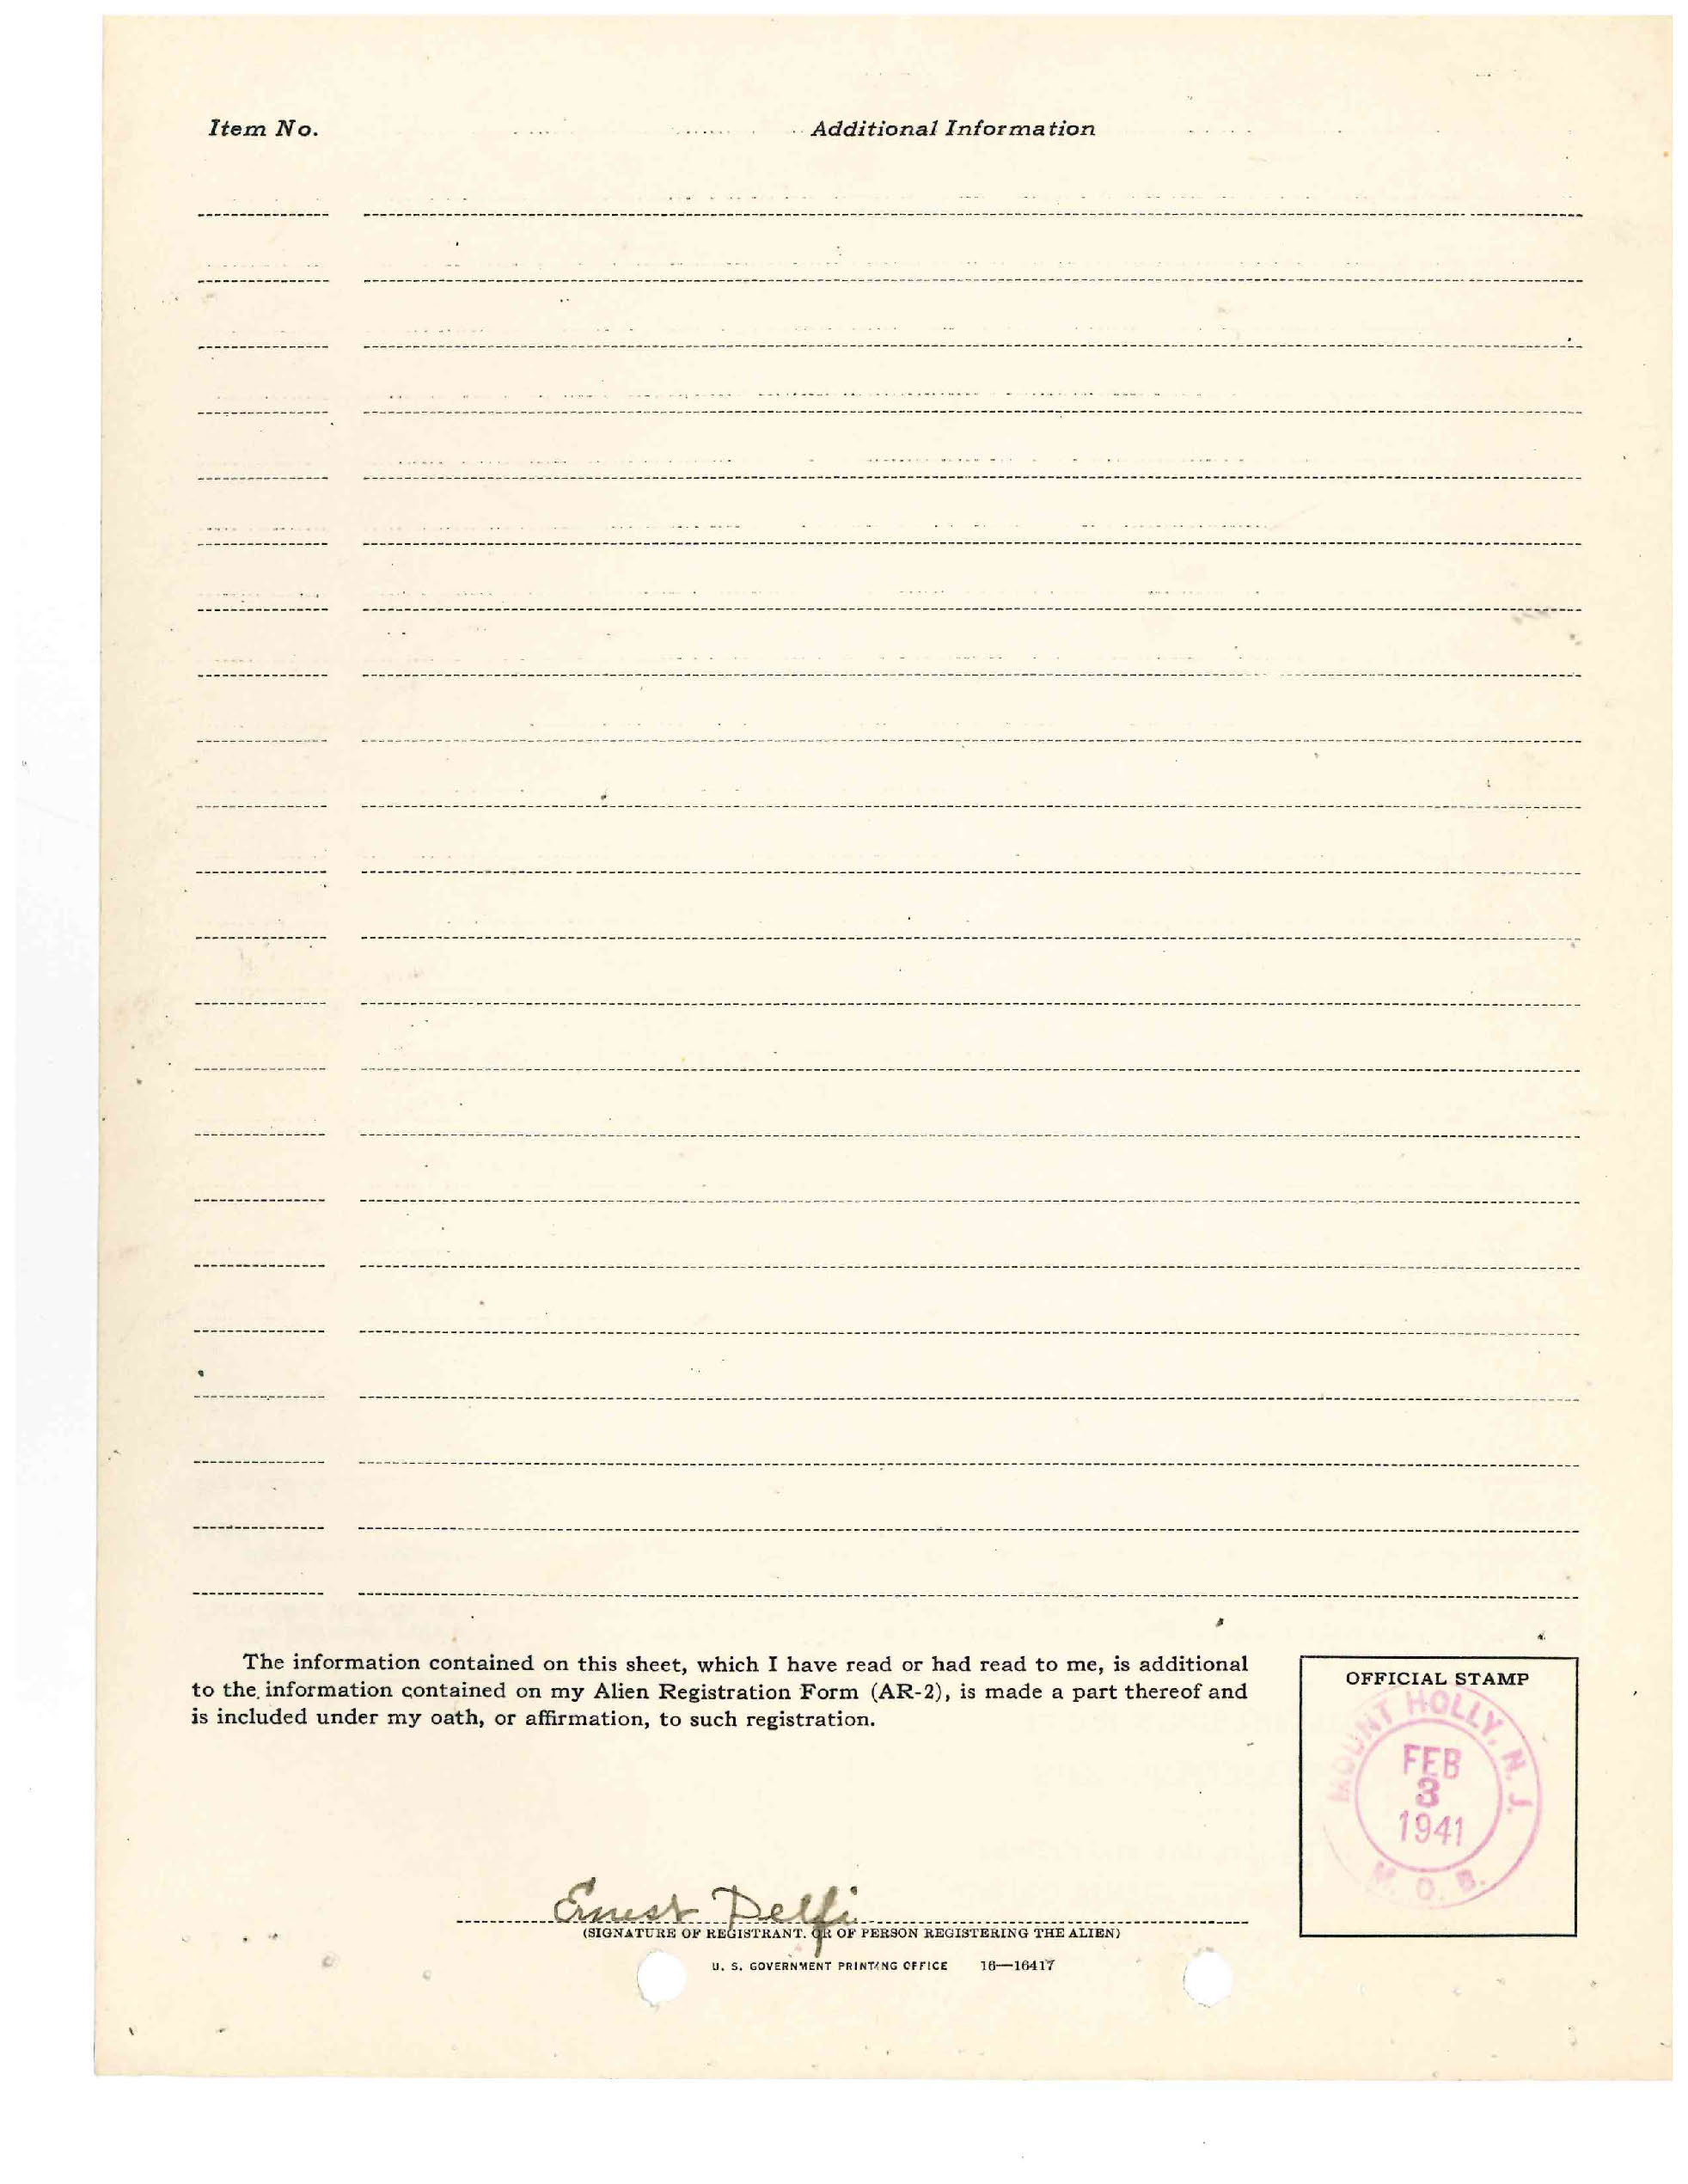 Item No. Additional Information
The information contained on this sheet, which I have read or had read to me, is additional
to the information contained on my Alien Registration Form (AR-2), is made a part thereof and
is included under my oath, or affirmation, to such registration.
OFFICIAL STAMP
MOUNT HOLLY, N. J.
FEB
3
1941
M. O. B.
Ernest Delfi
(SIGNATURE OF REGISTRANT. OR OF PERSON REGISTERING THE ALIEN)
U. S. GOVERNMENT PRINTING OFFICE 16—16417